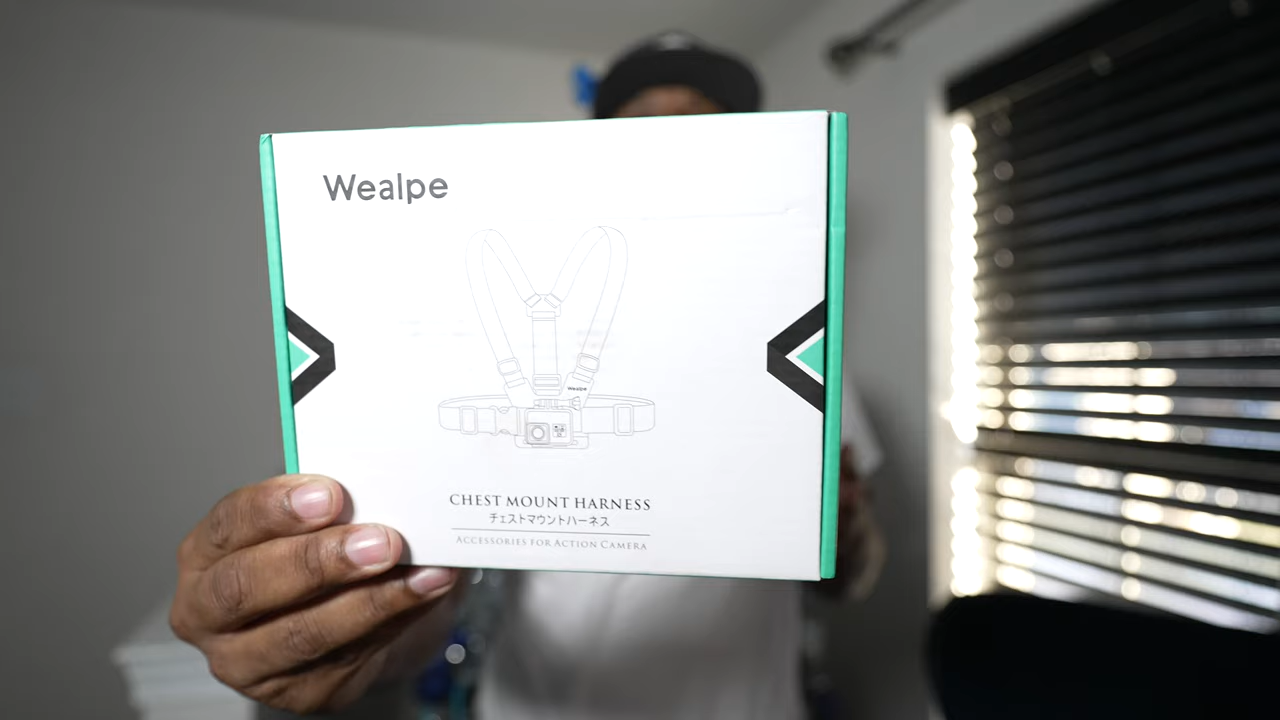 Wealpe
Wealpe
CHEST MOUNT HARNESS
チェストマウントハーネス
ACCESSORIES FOR ACTION CAMERA